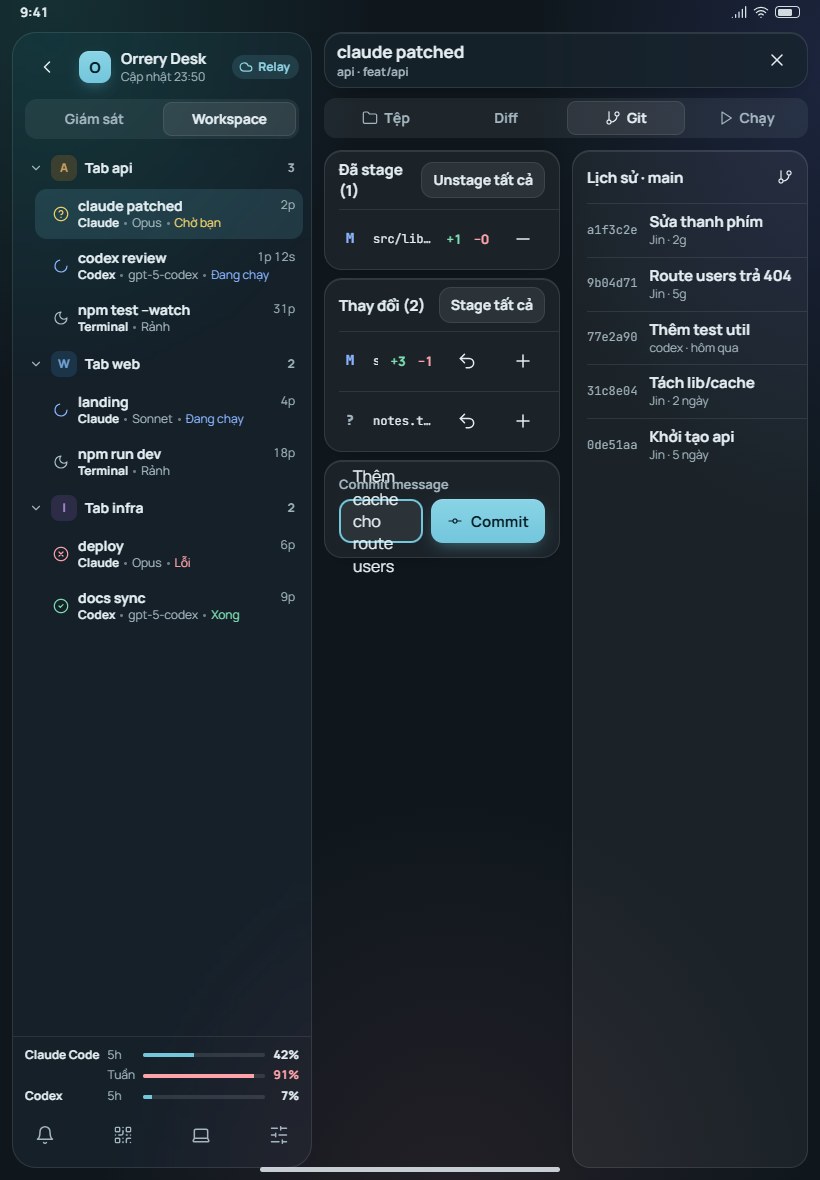 9:41
O
Orrery Desk
Cập nhật 23:50
Relay
Giám sát
Workspace
A
Tab api
3
claude patched
2p
Claude • Opus • Chờ bạn
codex review
1p 12s
Codex • gpt-5-codex • Đang chạy
npm test –watch
31p
Terminal • Rảnh
W
Tab web
2
landing
4p
Claude • Sonnet • Đang chạy
npm run dev
18p
Terminal • Rảnh
I
Tab infra
2
deploy
6p
Claude • Opus • Lỗi
docs sync
9p
Codex • gpt-5-codex • Xong
Claude Code 5h 42%
Tuần 91%
Codex 5h 7%
claude patched
api · feat/api
Tệp
Diff
Git
Chạy
Đã stage
(1)
Unstage tất cả
M src/lib… +1 −0
Thay đổi (2)
Stage tất cả
M s +3 −1
? notes.t…
Commit message
Thêm
cache
cho
route
users
Commit
Lịch sử · main
a1f3c2e
Sửa thanh phím
Jin · 2g
9b04d71
Route users trả 404
Jin · 5g
77e2a90
Thêm test util
codex · hôm qua
31c8e04
Tách lib/cache
Jin · 2 ngày
0de51aa
Khởi tạo api
Jin · 5 ngày